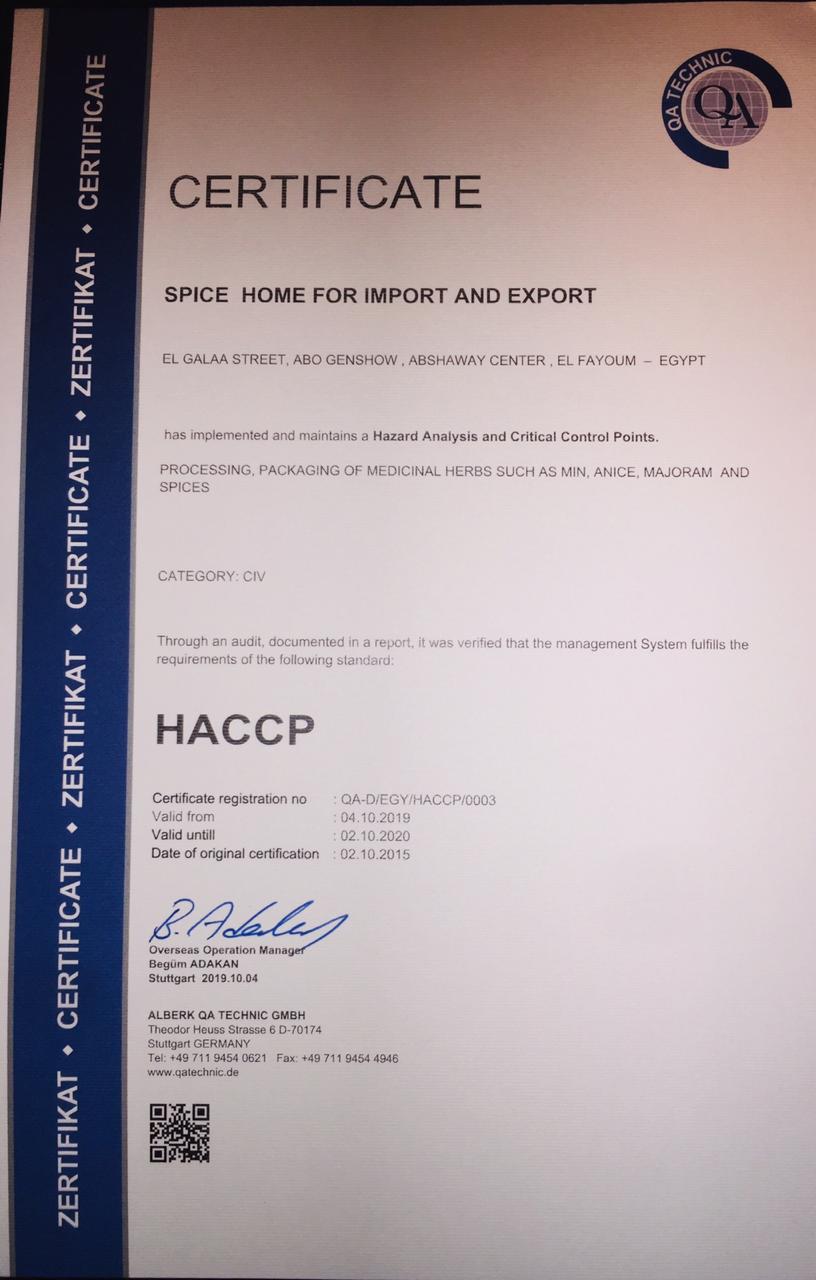 QA TECHNIC
QA
CERTIFICATE
SPICE HOME FOR IMPORT AND EXPORT
EL GALAA STREET, ABO GENSHOW , ABSHAWAY CENTER , EL FAYOUM – EGYPT
has implemented and maintains a Hazard Analysis and Critical Control Points.
PROCESSING, PACKAGING OF MEDICINAL HERBS SUCH AS MIN, ANICE, MAJORAM AND
SPICES
CATEGORY: CIV
Through an audit, documented in a report, it was verified that the management System fulfills the
requirements of the following standard:
HACCP
Certificate registration no : QA-D/EGY/HACCP/0003
Valid from : 04.10.2019
Valid untill : 02.10.2020
Date of original certification : 02.10.2015
B. Adakan
Overseas Operation Manager
Begüm ADAKAN
Stuttgart 2019.10.04
ALBERK QA TECHNIC GMBH
Theodor Heuss Strasse 6 D-70174
Stuttgart GERMANY
Tel: +49 711 9454 0621 Fax: +49 711 9454 4946
www.qatechnic.de
ZERTIFIKAT ◆ CERTIFICATE ◆ ZERTIFIKAT ◆ CERTIFICATE ◆ ZERTIFIKAT ◆ CERTIFICATE